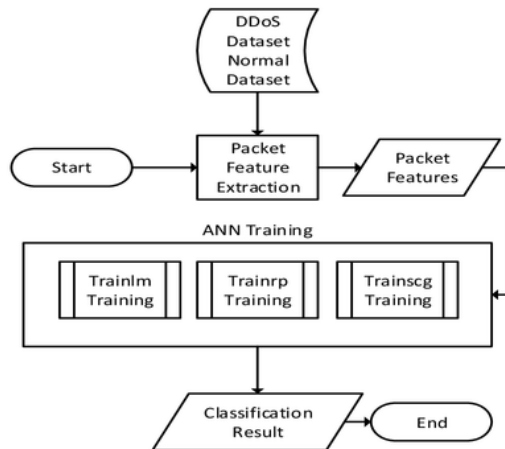 DDoS
Dataset
Normal
Dataset
Start
Packet
Feature
Extraction
Packet
Features
ANN Training
Trainlm
Training
Trainrp
Training
Trainscg
Training
Classification
Result
End